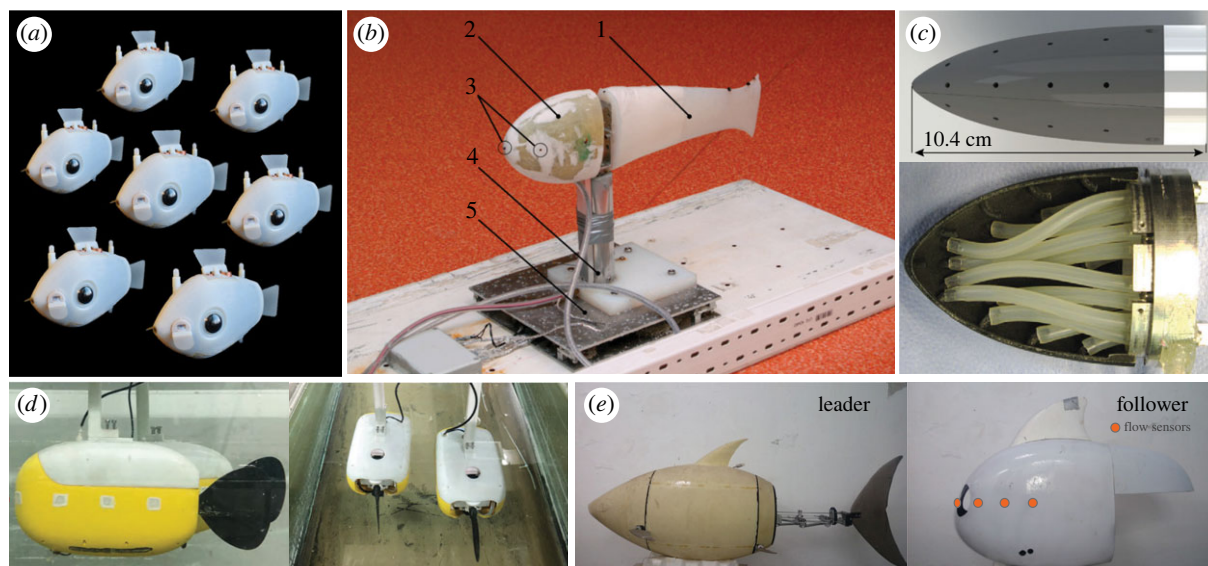 (a)
(b)
2
1
3
4
5
(c)
10.4 cm
(d)
(e)
leader
follower
flow sensors